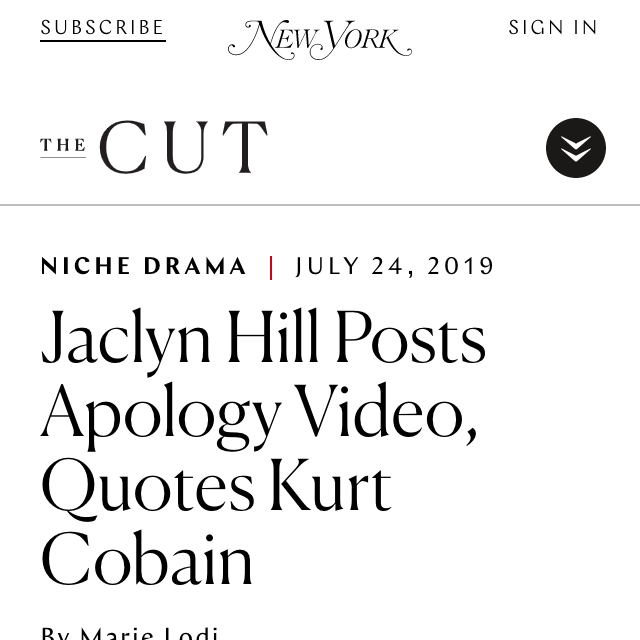 SUBSCRIBE NEW YORK SIGN IN
THE CUT
NICHE DRAMA | JULY 24, 2019
Jaclyn Hill Posts
Apology Video,
Quotes Kurt
Cobain
By Marie Lodi